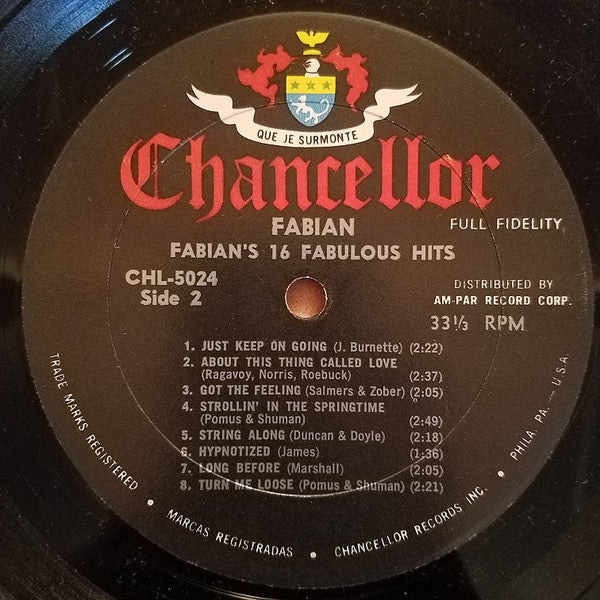 QUE JE SURMONTE
Chancellor
FABIAN
FULL FIDELITY
FABIAN'S 16 FABULOUS HITS
CHL-5024
Side 2
DISTRIBUTED BY
AM-PAR RECORD CORP.
33⅓ RPM
1. JUST KEEP ON GOING (J. Burnette) (2:22)
2. ABOUT THIS THING CALLED LOVE
(Ragavoy, Norris, Roebuck) (2:37)
3. GOT THE FEELING (Salmers & Zober) (2:05)
4. STROLLIN' IN THE SPRINGTIME
(Pomus & Shuman) (2:49)
5. STRING ALONG (Duncan & Doyle) (2:18)
6. HYPNOTIZED (James) (1:36)
7. LONG BEFORE (Marshall) (2:05)
8. TURN ME LOOSE (Pomus & Shuman) (2:21)
TRADE MARKS REGISTERED • MARCAS REGISTRADAS • CHANCELLOR RECORDS INC. • PHILA. PA. — U.S.A.